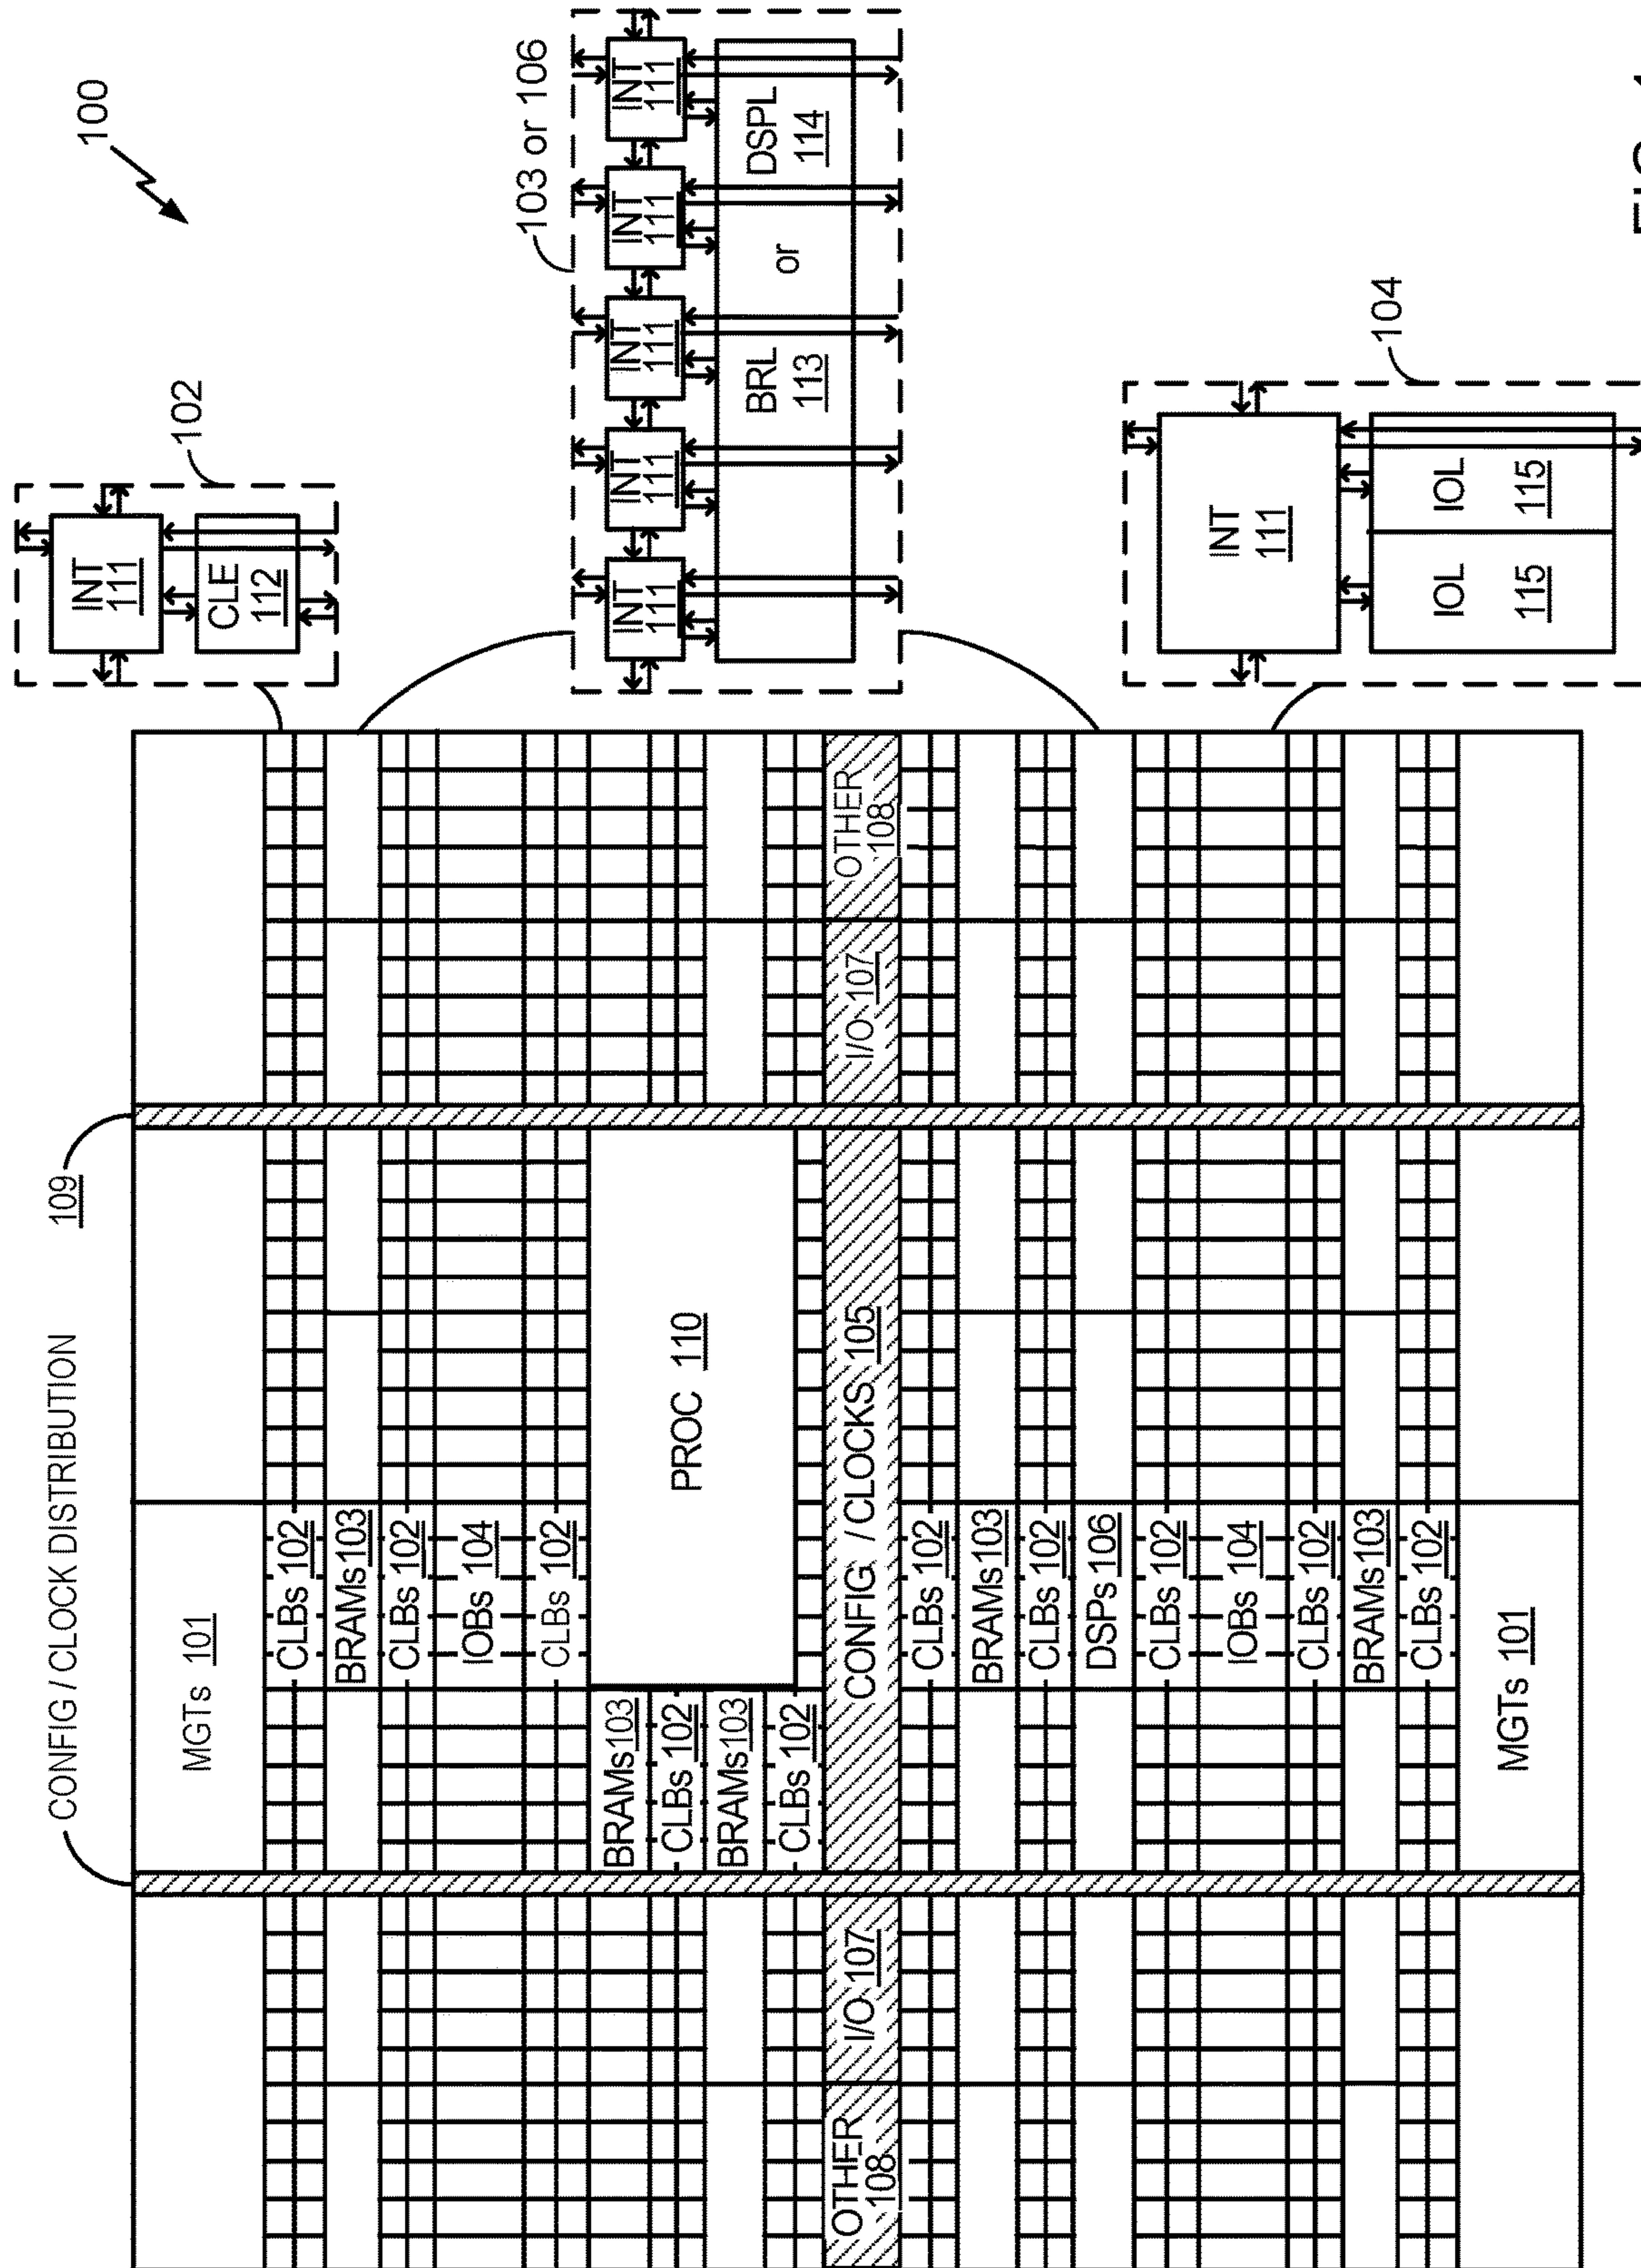 100
CONFIG / CLOCK DISTRIBUTION 109
MGTs 101
CLBs 102
BRAMs 103
CLBs 102
IOBs 104
CLBs 102
BRAMs 103
CLBs 102
BRAMs 103
CLBs 102
PROC 110
OTHER
108
I/O 107
CONFIG / CLOCKS 105
I/O 107
OTHER
108
CLBs 102
BRAMs 103
CLBs 102
DSPs 106
CLBs 102
IOBs 104
CLBs 102
BRAMs 103
CLBs 102
MGTs 101
102
INT
111
CLE
112
103 or 106
INT
111
INT
111
INT
111
INT
111
INT
111
BRL
113
or
DSPL
114
104
INT
111
IOL
115
IOL
115